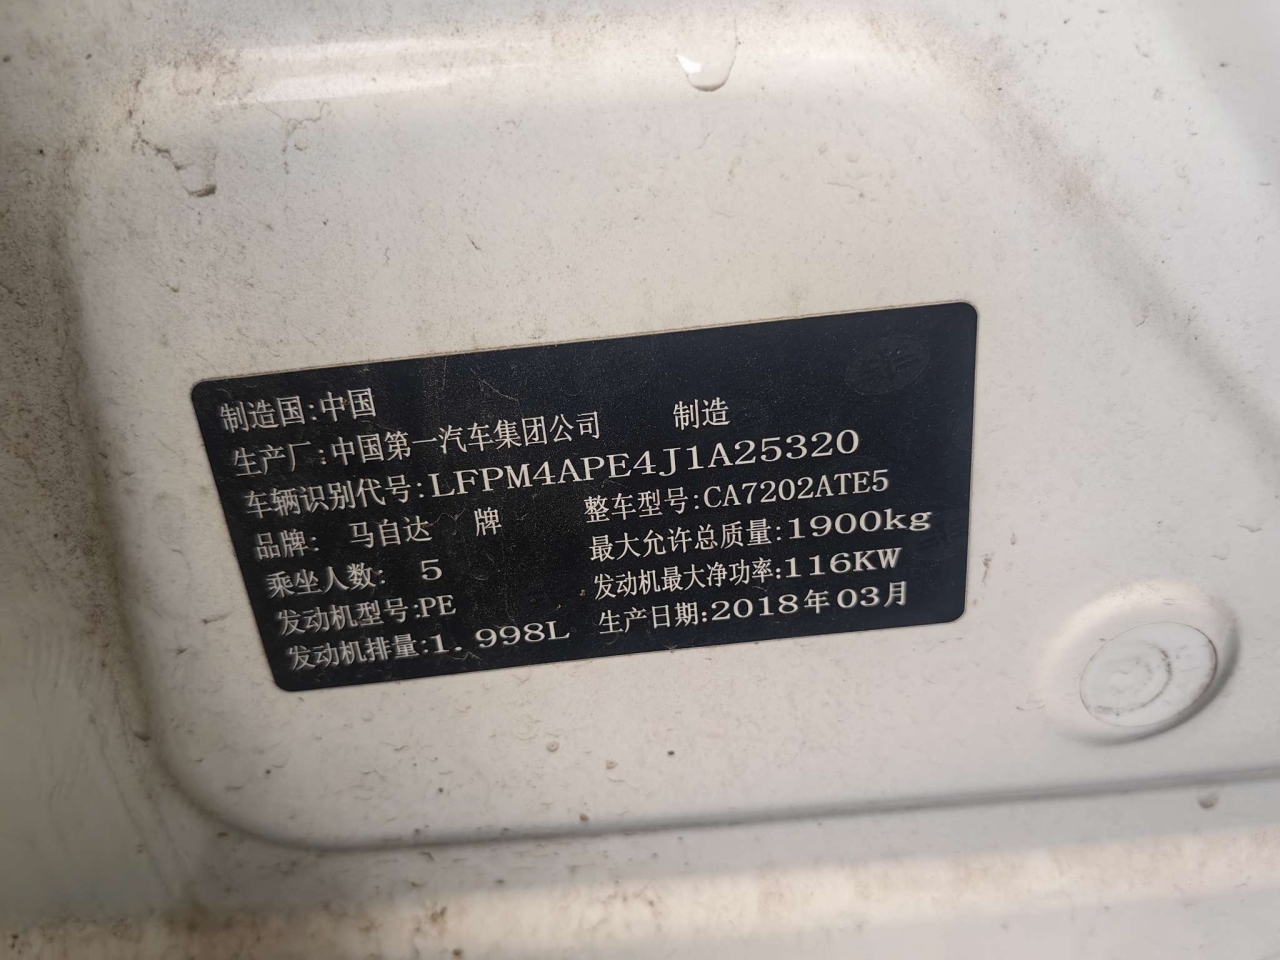 制造国:中国
生产厂:中国第一汽车集团公司 制造
车辆识别代号:LFPM4APE4J1A25320
品牌: 马自达 牌 整车型号:CA7202ATE5
乘坐人数: 5 最大允许总质量:1900kg
发动机型号:PE 发动机最大净功率:116KW
发动机排量:1.998L 生产日期:2018年03月